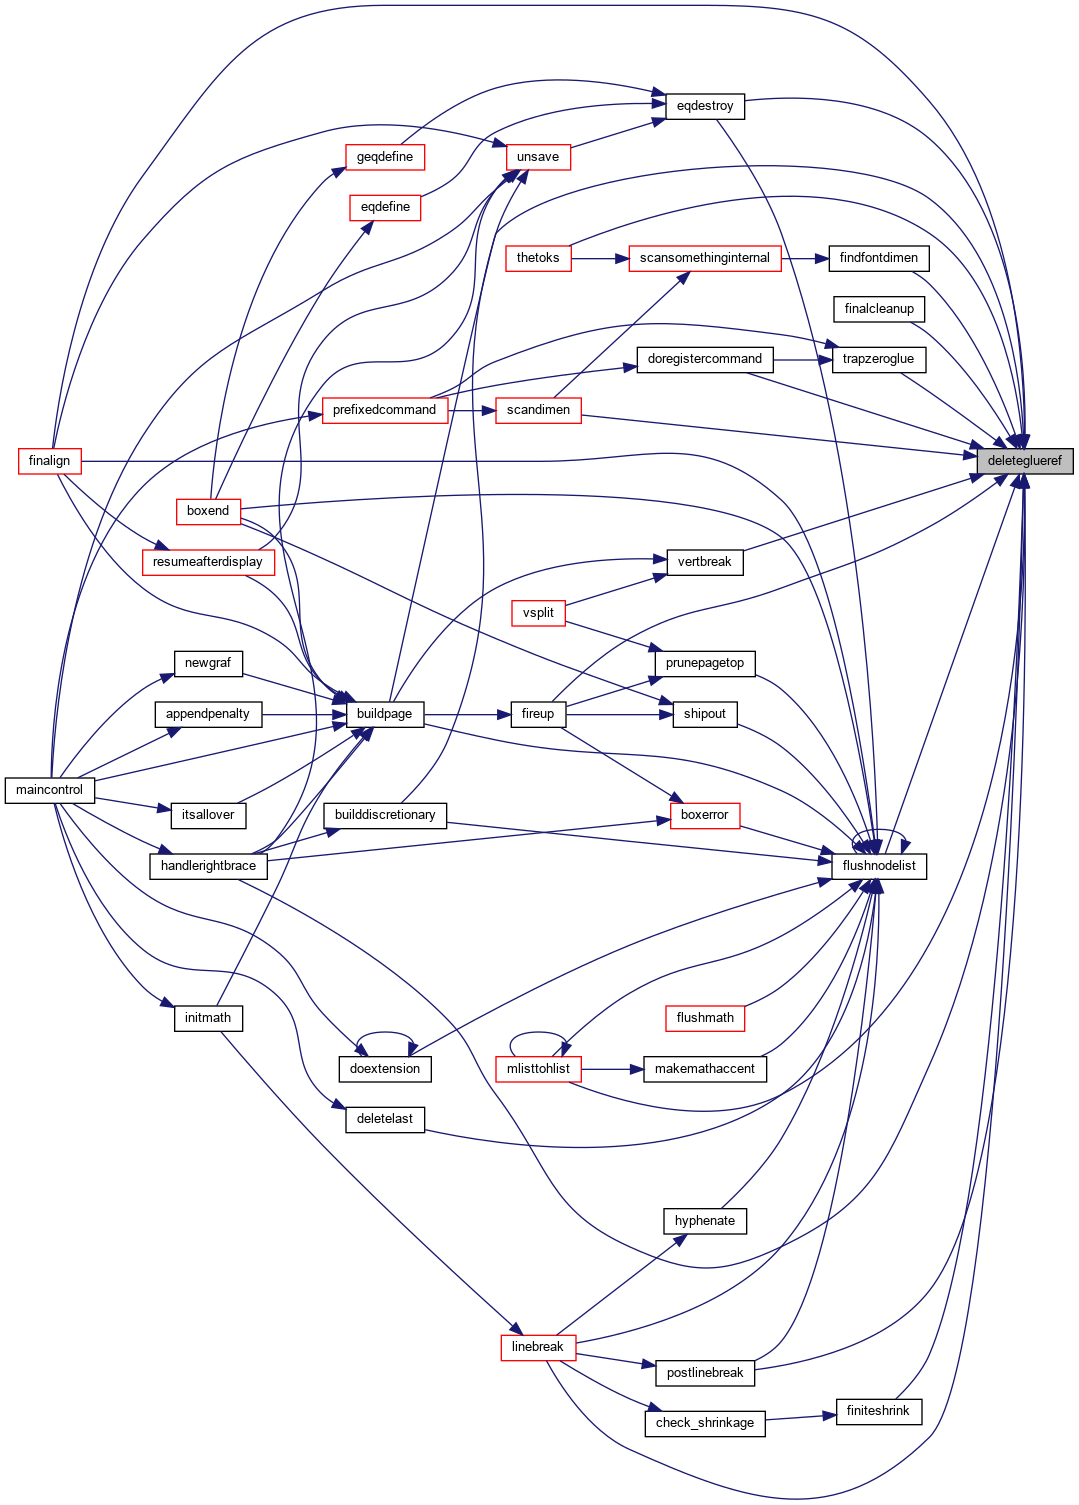 eqdestroy
geqdefine
unsave
eqdefine
thetoks
scansomethinginternal
findfontdimen
finalcleanup
doregistercommand
trapzeroglue
prefixedcommand
scandimen
finalign
deleteglueref
boxend
resumeafterdisplay
vertbreak
vsplit
newgraf
prunepagetop
appendpenalty
buildpage
fireup
shipout
maincontrol
itsallover
builddiscretionary
boxerror
handlerightbrace
flushnodelist
initmath
flushmath
doextension
mlisttohlist
makemathaccent
deletelast
hyphenate
linebreak
postlinebreak
finiteshrink
check_shrinkage